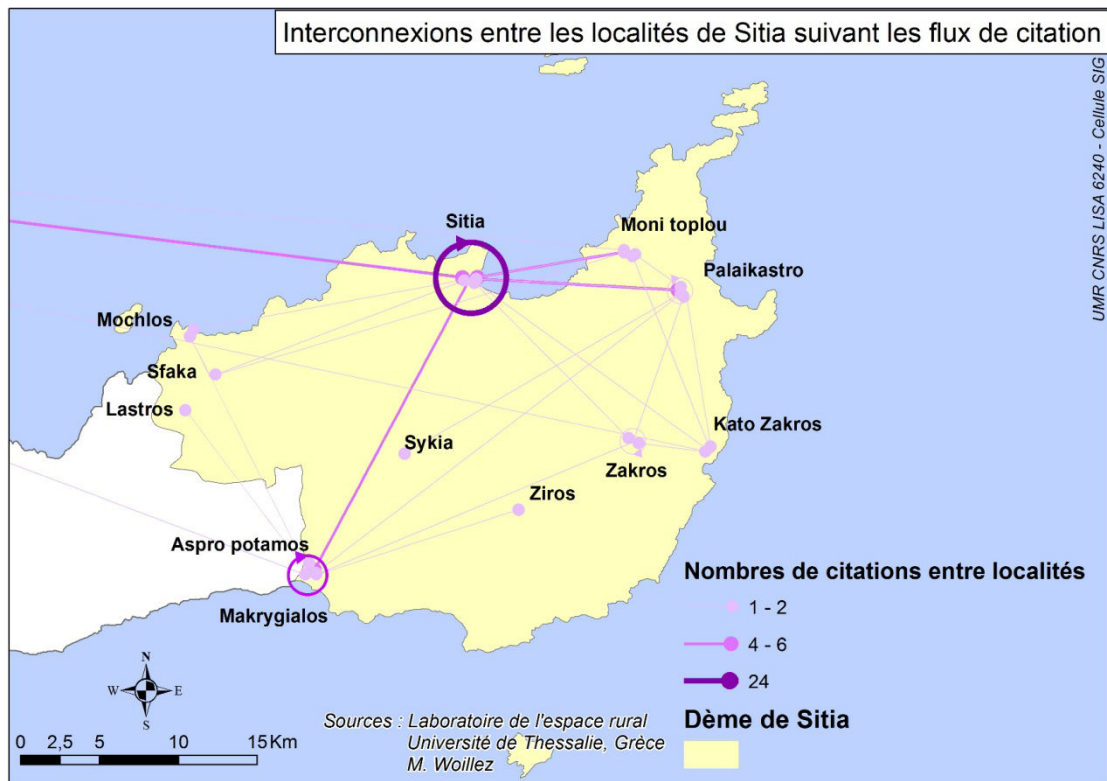 Interconnexions entre les localités de Sitia suivant les flux de citation
UMR CNRS LISA 6240 - Cellule SIG
Sitia
Moni toplou
Palaikastro
Mochlos
Sfaka
Lastros
Sykia
Kato Zakros
Zakros
Ziros
Aspro potamos
Makrygialos
Nombres de citations entre localités
1 - 2
4 - 6
24
Dème de Sitia
N
W E
S
0 2,5 5 10 15 Km
Sources : Laboratoire de l'espace rural
Université de Thessalie, Grèce
M. Woillez